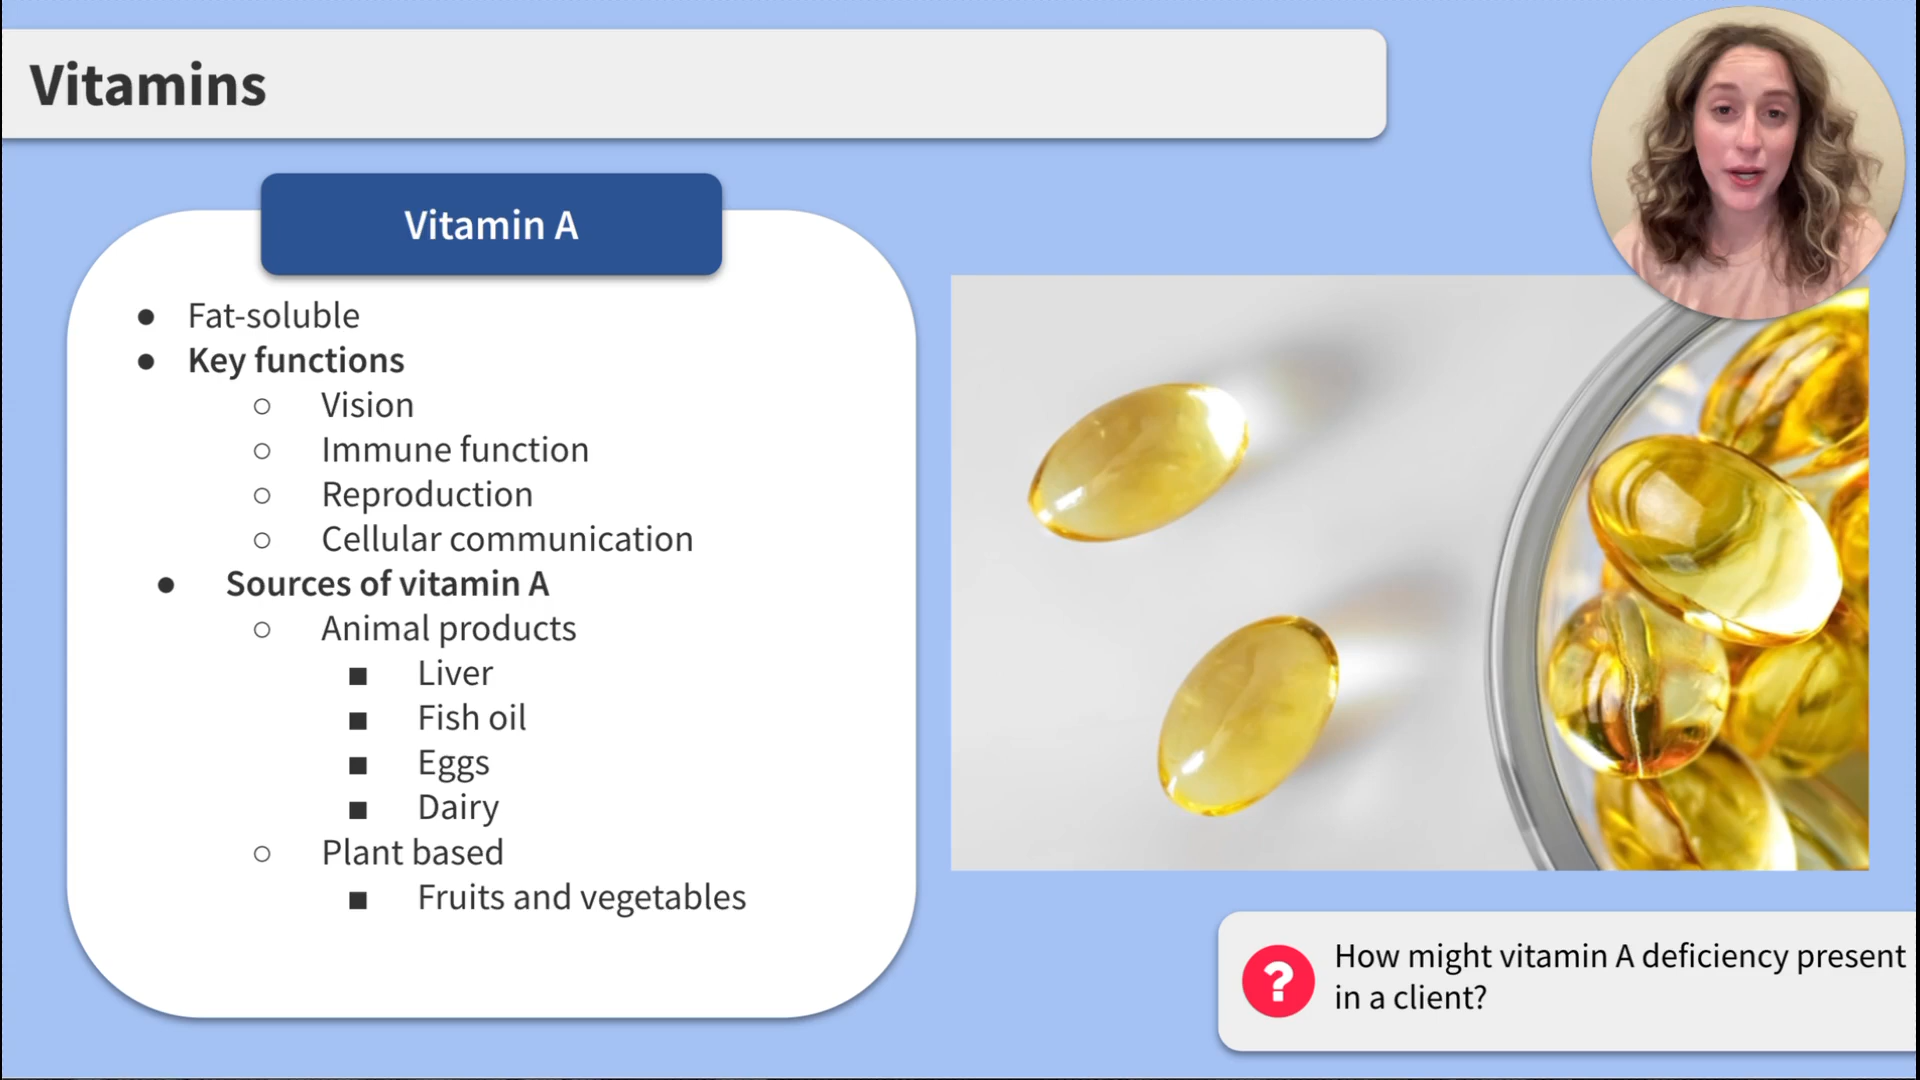 Vitamins
Vitamin A
Fat-soluble
Key functions
Vision
Immune function
Reproduction
Cellular communication
Sources of vitamin A
Animal products
Liver
Fish oil
Eggs
Dairy
Plant based
Fruits and vegetables
?
How might vitamin A deficiency present
in a client?